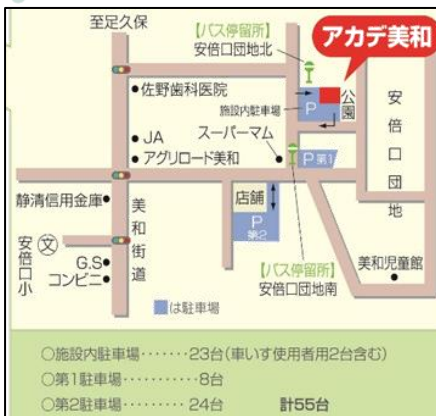 至足久保
【バス停留所】
安倍口団地北
アカデ美和
佐野歯科医院
施設内駐車場
P
公園
安倍口団地
JA
スーパーマム
アグリロード美和
P第1
静清信用金庫
美和街道
店舗
P
第2
安倍口小
文
G.S
コンビニ
【バス停留所】
安倍口団地南
美和児童館
は駐車場
○施設内駐車場‥‥‥23台(車いす使用者用2台含む)
○第1駐車場‥‥‥‥‥8台
○第2駐車場‥‥‥‥24台 計55台